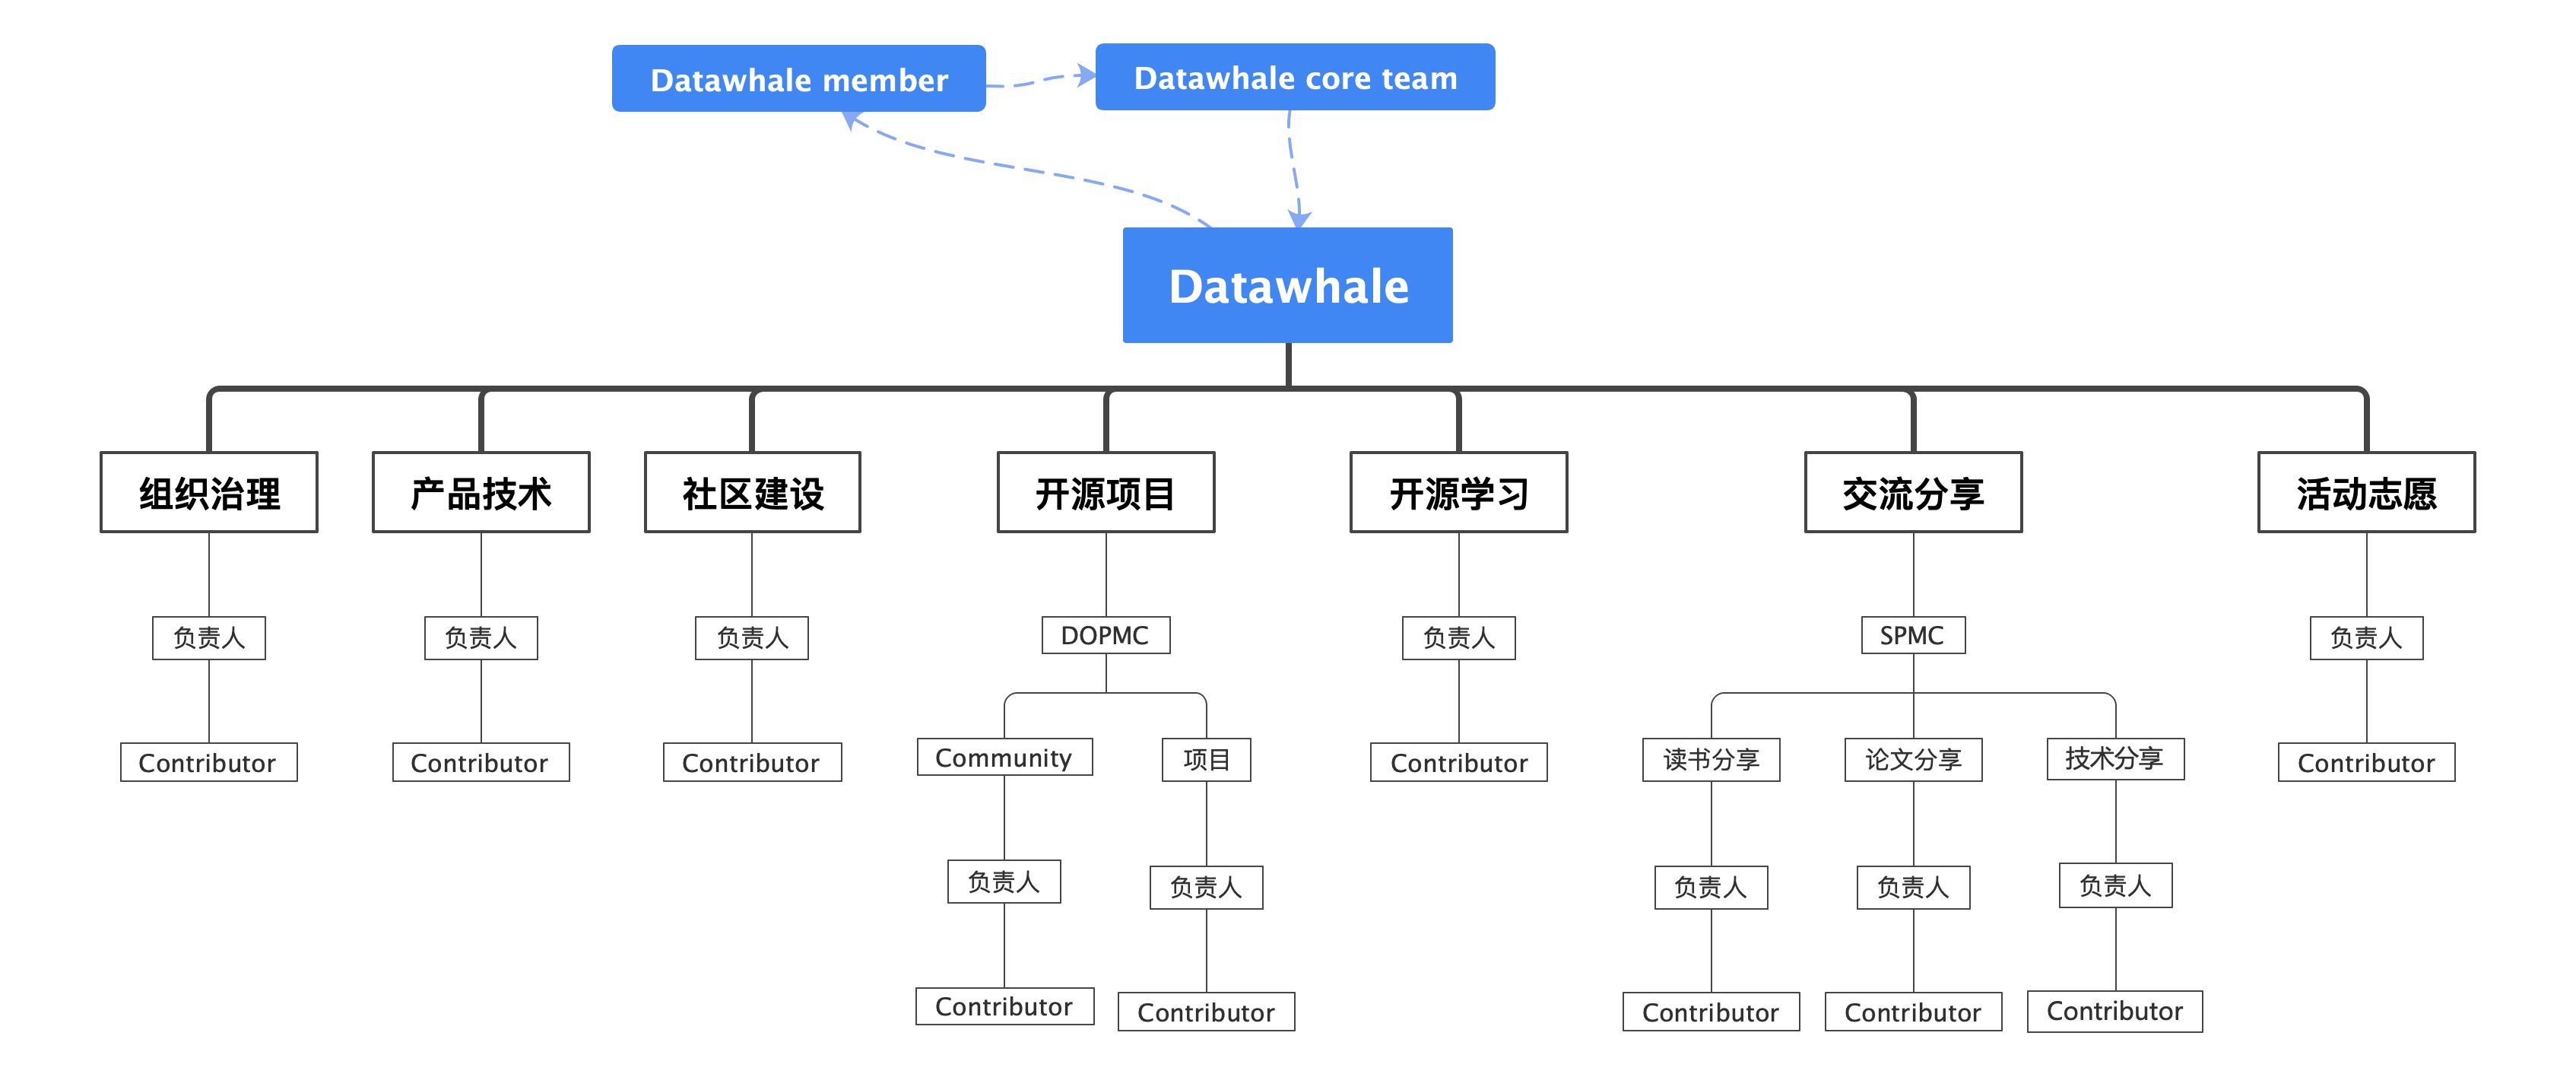 Datawhale member
Datawhale core team
Datawhale
组织治理
产品技术
社区建设
开源项目
开源学习
交流分享
活动志愿
负责人
负责人
负责人
DOPMC
负责人
SPMC
负责人
Contributor
Contributor
Contributor
Community
项目
Contributor
读书分享
论文分享
技术分享
Contributor
负责人
负责人
负责人
负责人
负责人
Contributor
Contributor
Contributor
Contributor
Contributor